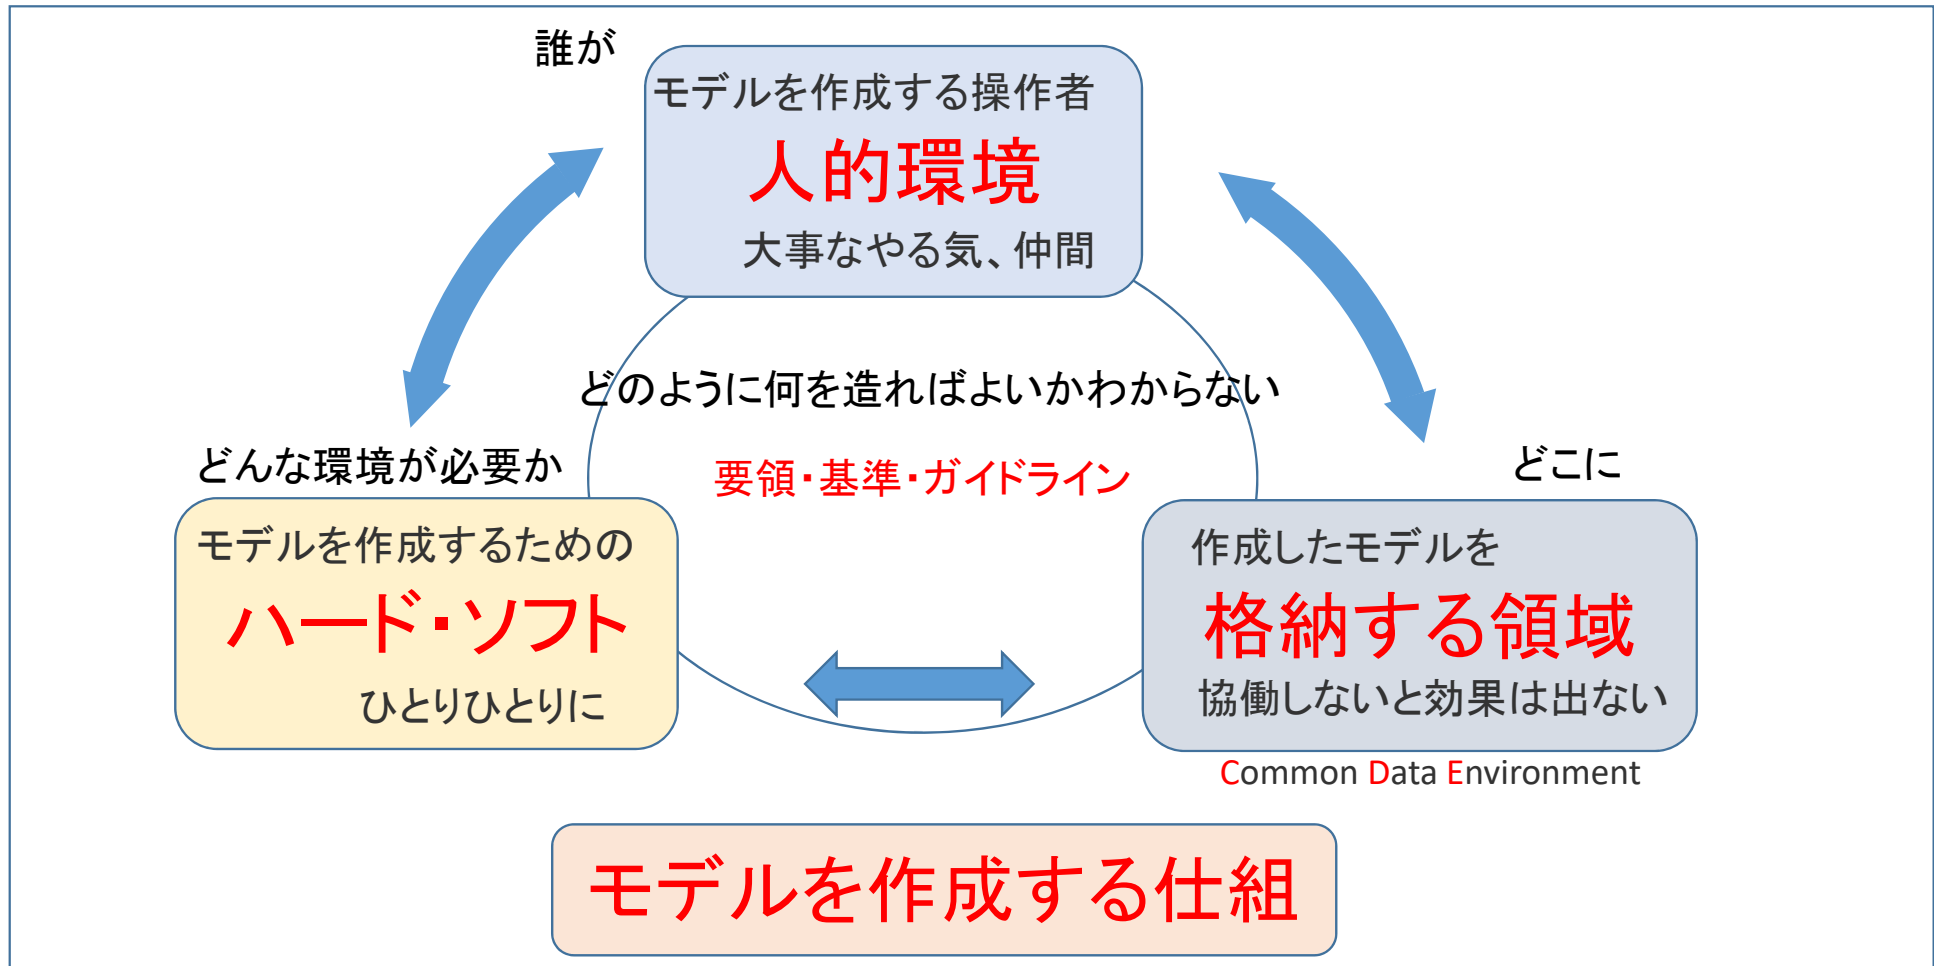 誰が
モデルを作成する操作者
人的環境
大事なやる気、仲間
どのように何を造ればよいかわからない
要領・基準・ガイドライン
どんな環境が必要か
モデルを作成するための
ハード・ソフト
ひとりひとりに
どこに
作成したモデルを
格納する領域
協働しないと効果は出ない
Common Data Environment
モデルを作成する仕組